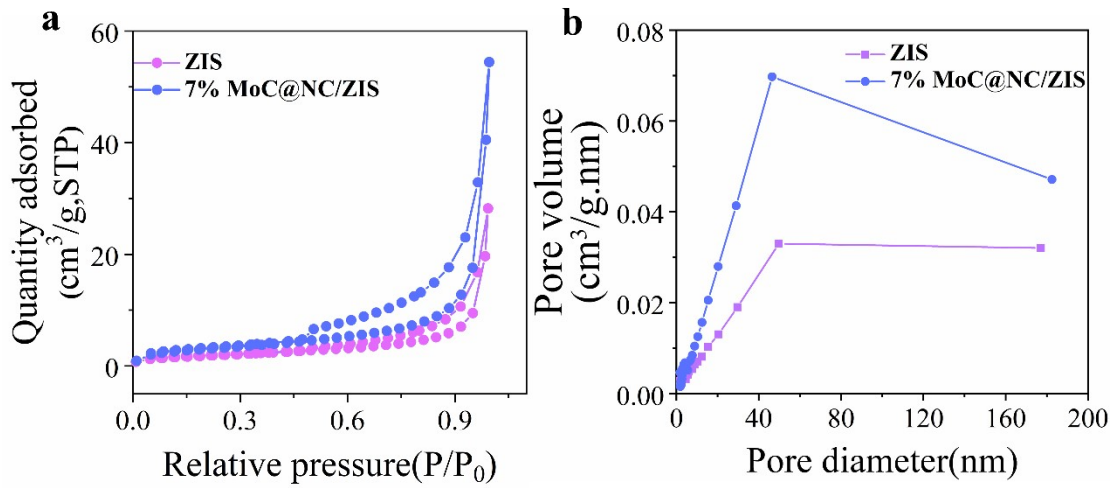 a
60
40
20
0
Quantity adsorbed
(cm³/g,STP)
ZIS
7% MoC@NC/ZIS
0.0 0.3 0.6 0.9
Relative pressure(P/P₀)
b
0.08
0.06
0.04
0.02
0.00
Pore volume
(cm³/g.nm)
ZIS
7% MoC@NC/ZIS
0 40 80 120 160 200
Pore diameter(nm)